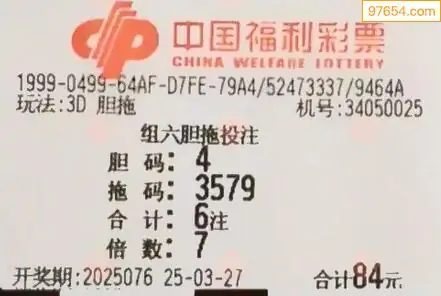 97654.com
中国福利彩票
CHINA WELFARE LOTTERY
1999-0499-64AF-D7FE-79A4/52473337/9464A
玩法:3D 胆拖 机号:34050025
组六胆拖投注
胆 码: 4
拖 码: 3579
合 计: 6注
倍 数: 7
开奖期:2025076 25-03-27 合计84元